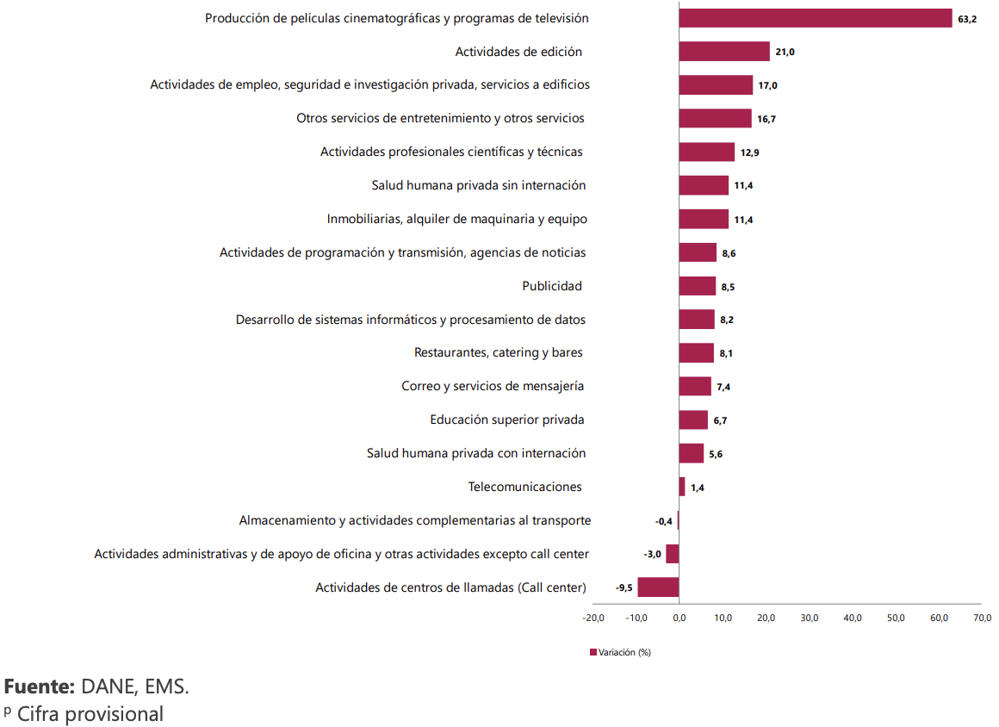 Producción de películas cinematográficas y programas de televisión 63,2
Actividades de edición 21,0
Actividades de empleo, seguridad e investigación privada, servicios a edificios 17,0
Otros servicios de entretenimiento y otros servicios 16,7
Actividades profesionales científicas y técnicas 12,9
Salud humana privada sin internación 11,4
Inmobiliarias, alquiler de maquinaria y equipo 11,4
Actividades de programación y transmisión, agencias de noticias 8,6
Publicidad 8,5
Desarrollo de sistemas informáticos y procesamiento de datos 8,2
Restaurantes, catering y bares 8,1
Correo y servicios de mensajería 7,4
Educación superior privada 6,7
Salud humana privada con internación 5,6
Telecomunicaciones 1,4
Almacenamiento y actividades complementarias al transporte -0,4
Actividades administrativas y de apoyo de oficina y otras actividades excepto call center -3,0
Actividades de centros de llamadas (Call center) -9,5
-20,0 -10,0 0,0 10,0 20,0 30,0 40,0 50,0 60,0 70,0
Variación (%)
Fuente: DANE, EMS.
ᵖ Cifra provisional